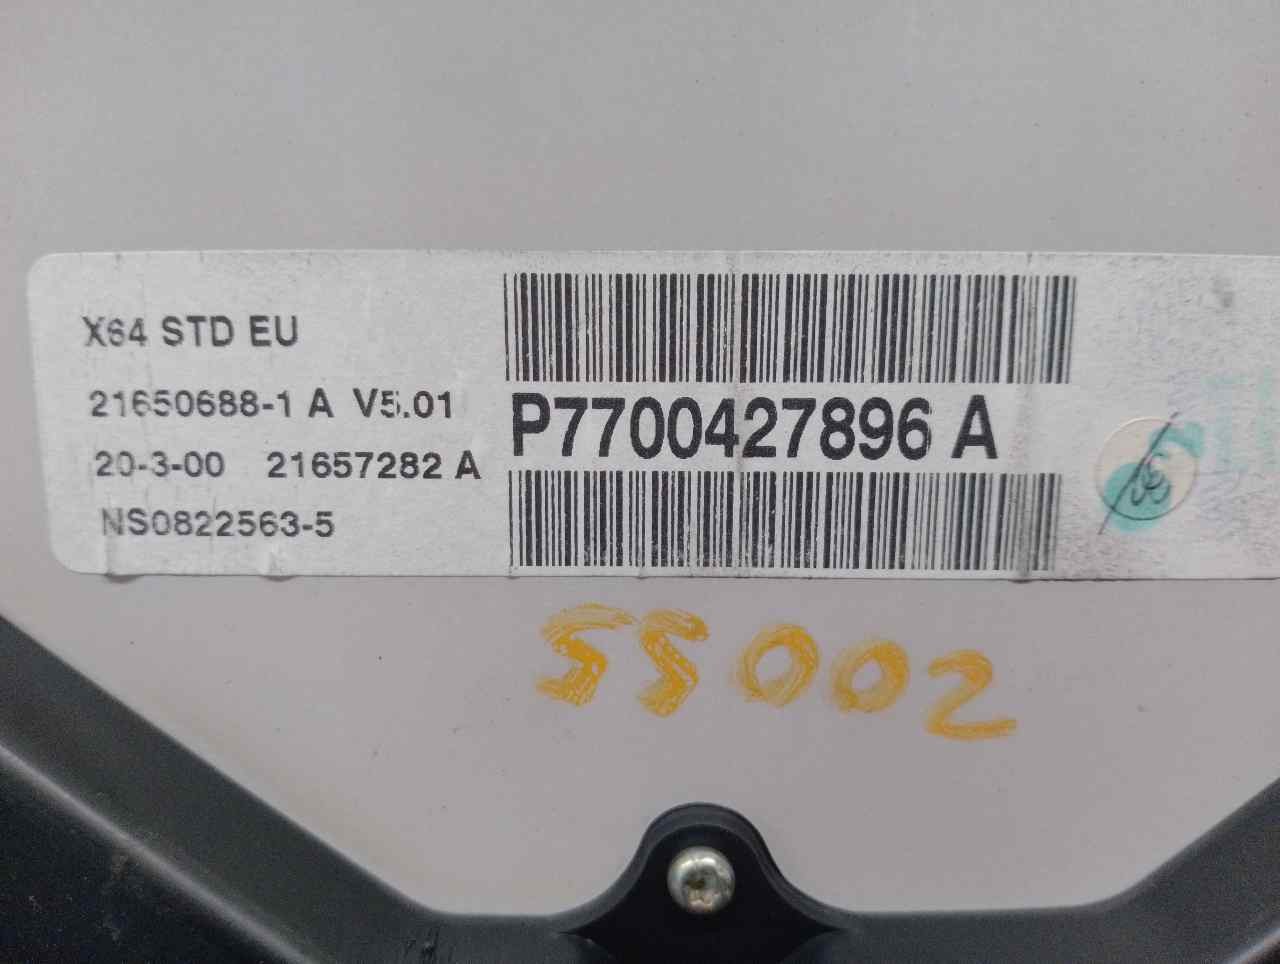 X64 STD EU
21650688-1 A V5.01
20-3-00 21657282 A
NS0822563-5
P7700427896 A
55002